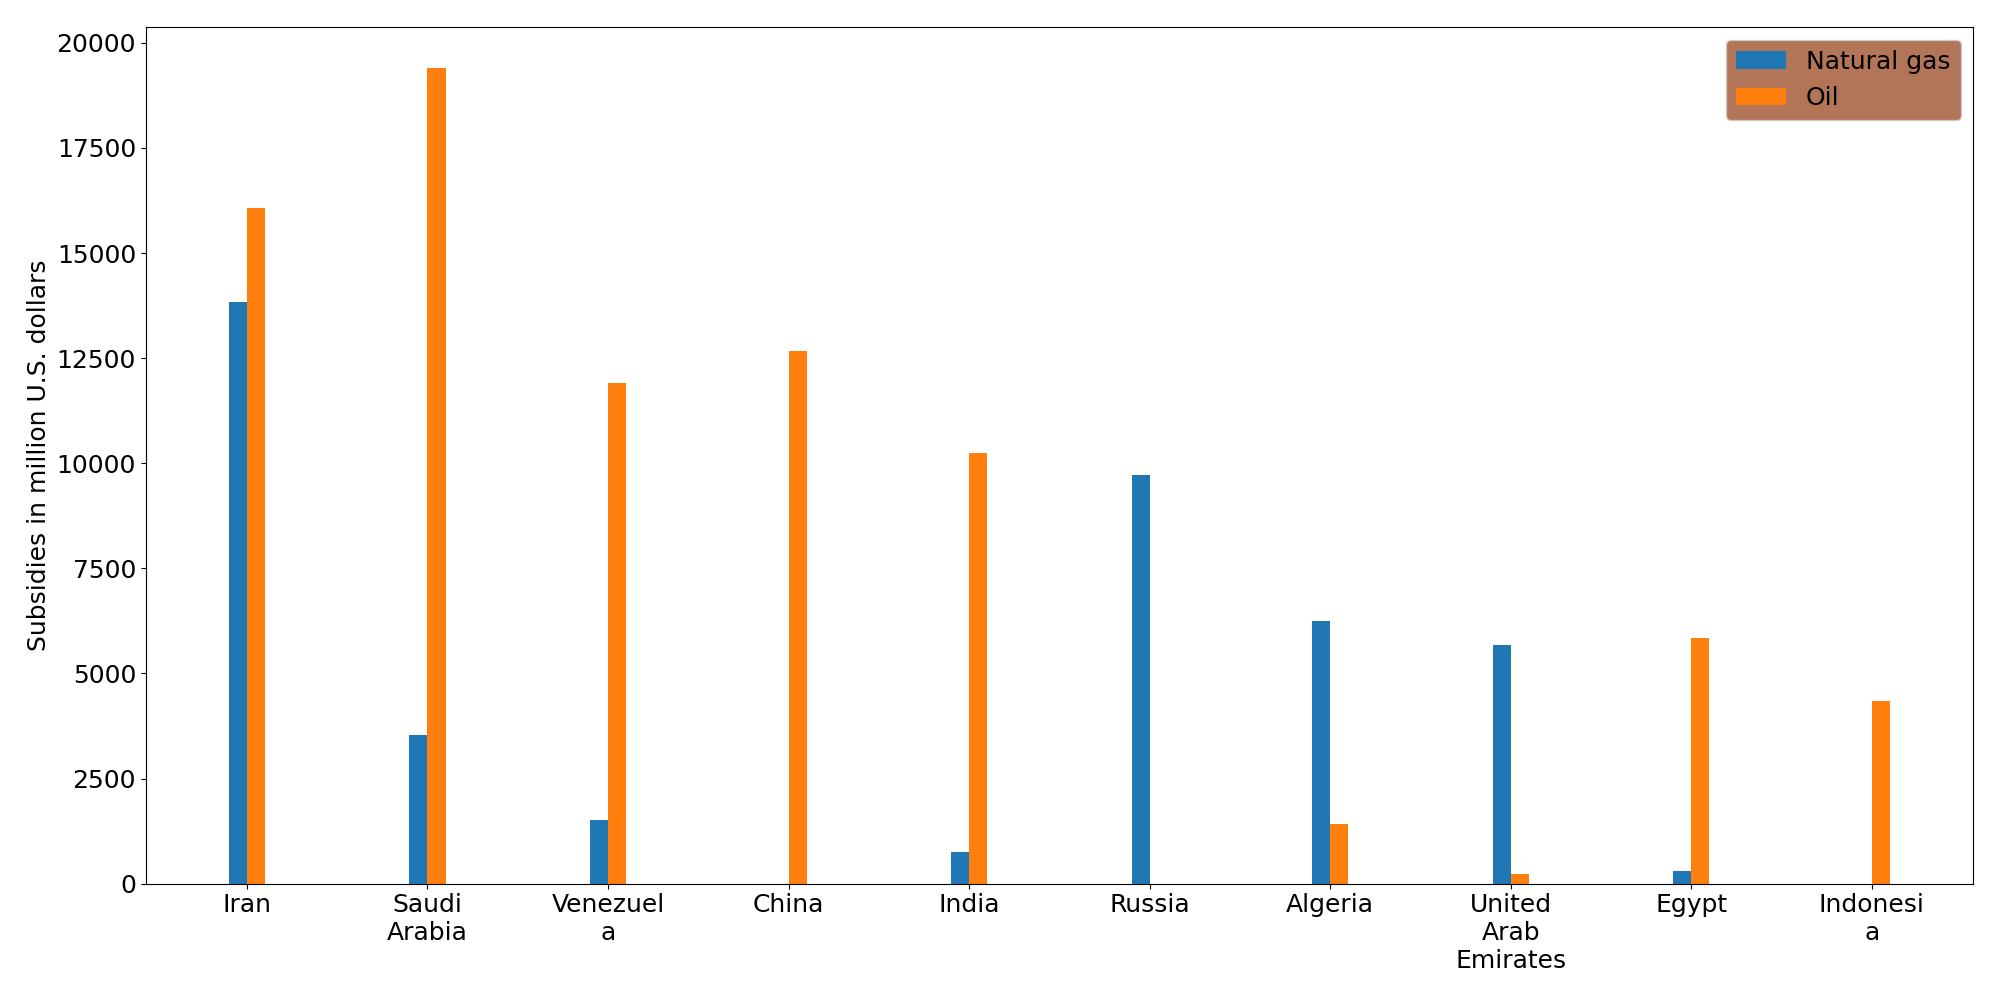 Natural gas
Oil
Subsidies in million U.S. dollars
20000
17500
15000
12500
10000
7500
5000
2500
0
Iran
Saudi
Arabia
Venezuel
a
China
India
Russia
Algeria
United
Arab
Emirates
Egypt
Indonesi
a